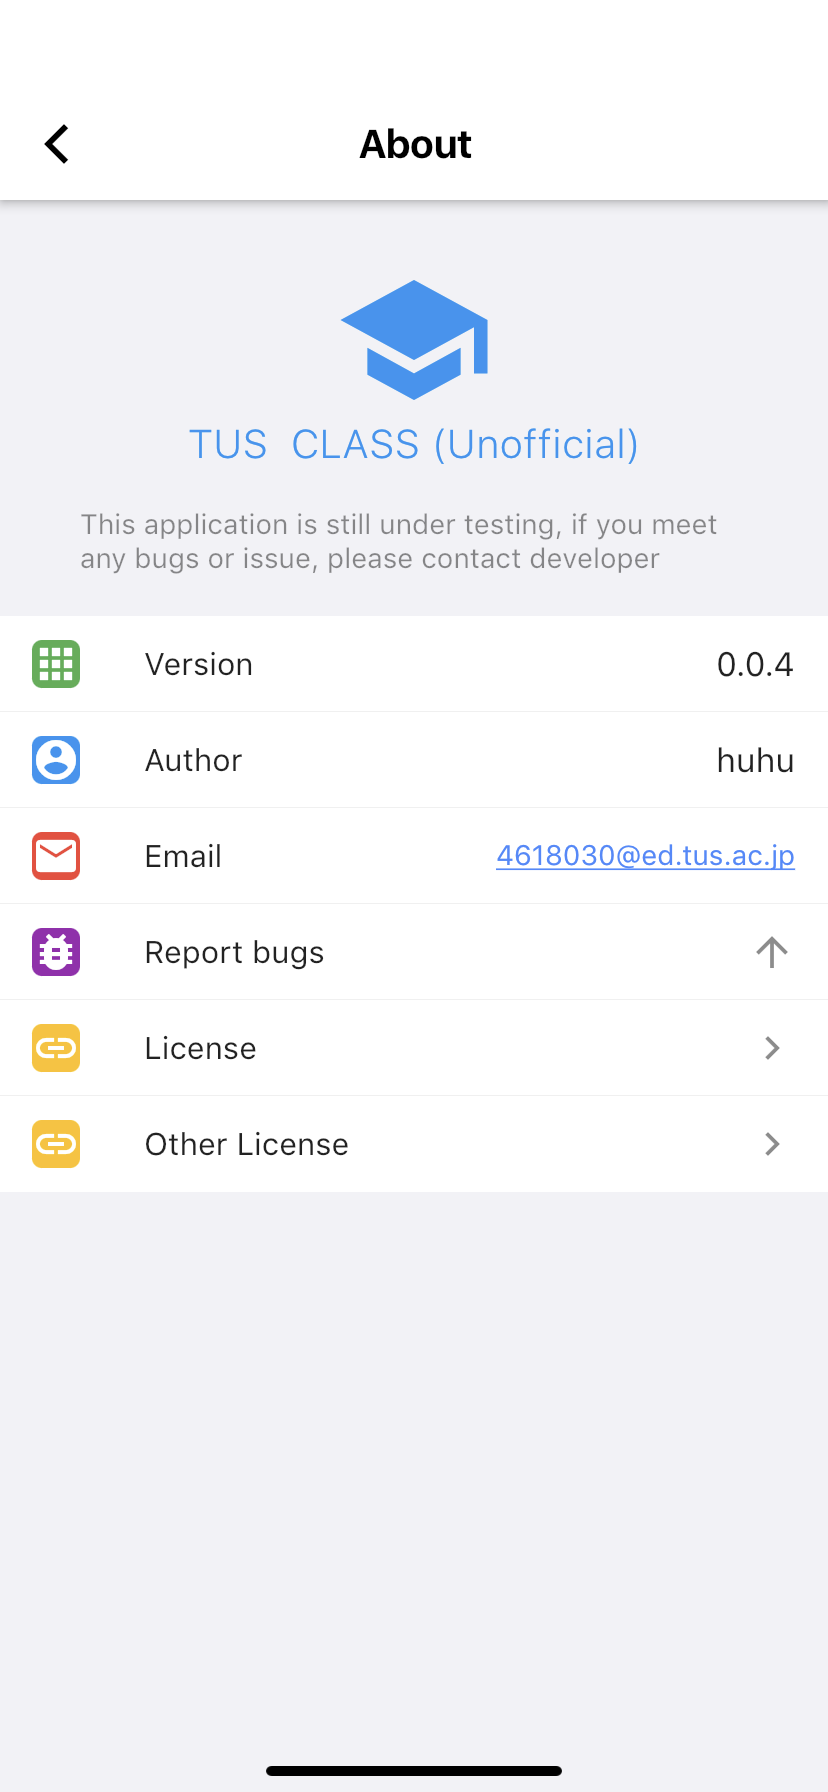 About
TUS  CLASS (Unofficial)
This application is still under testing, if you meet
any bugs or issue, please contact developer
Version 0.0.4
Author huhu
Email 4618030@ed.tus.ac.jp
Report bugs
License
Other License